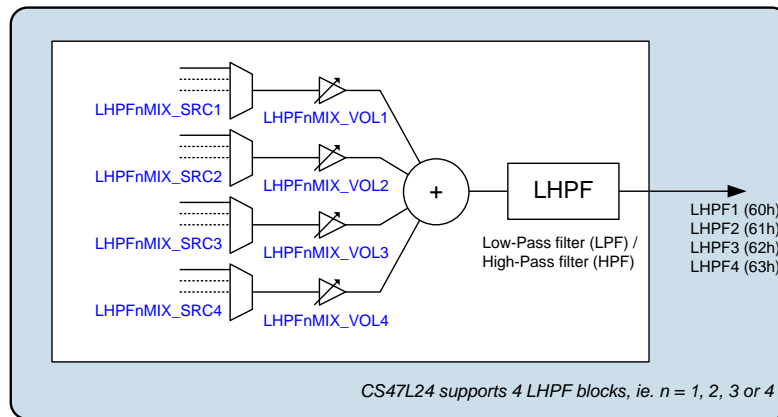 LHPFnMIX_SRC1
LHPFnMIX_VOL1
LHPFnMIX_SRC2
LHPFnMIX_VOL2
LHPFnMIX_SRC3
LHPFnMIX_VOL3
LHPFnMIX_SRC4
LHPFnMIX_VOL4
+
LHPF
Low-Pass filter (LPF) /
High-Pass filter (HPF)
LHPF1 (60h)
LHPF2 (61h)
LHPF3 (62h)
LHPF4 (63h)
CS47L24 supports 4 LHPF blocks, ie. n = 1, 2, 3 or 4